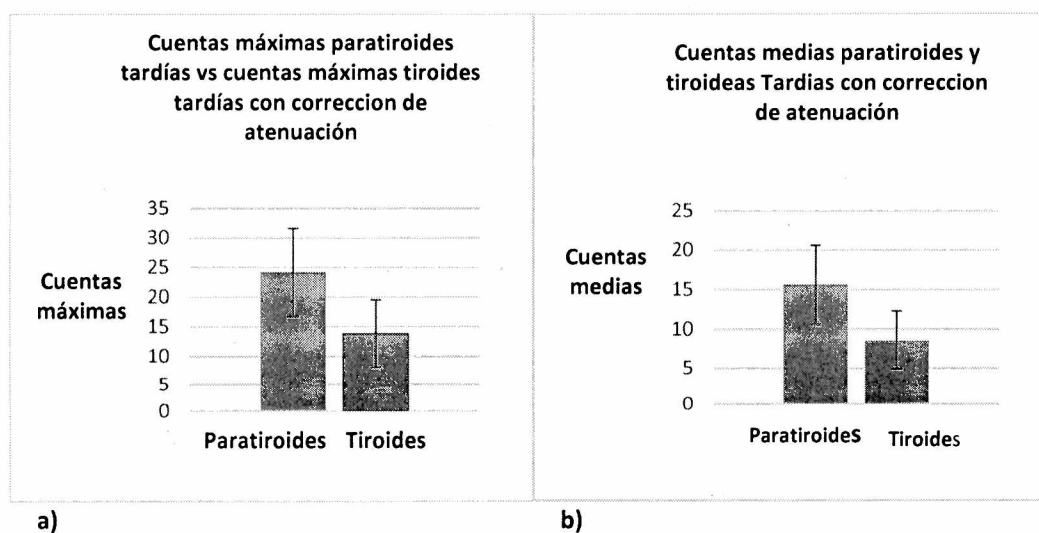 Cuentas máximas paratiroides
tardías vs cuentas máximas tiroides
tardías con correccion de
atenuación
35
30
25
20
15
10
5
0
Cuentas
máximas
Paratiroides Tiroides
a)
Cuentas medias paratiroides y
tiroideas Tardias con correccion
de atenuación
25
20
15
10
5
0
Cuentas
medias
Paratiroides Tiroides
b)